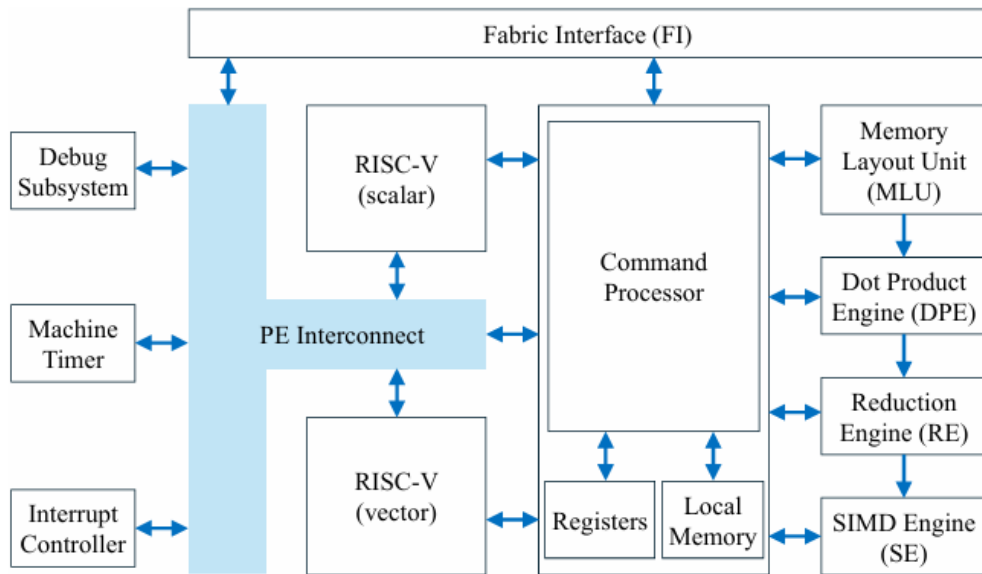 Fabric Interface (FI)
Debug
Subsystem
RISC-V
(scalar)
Memory
Layout Unit
(MLU)
Command
Processor
Dot Product
Engine (DPE)
Machine
Timer
PE Interconnect
Reduction
Engine (RE)
RISC-V
(vector)
Interrupt
Controller
Registers
Local
Memory
SIMD Engine
(SE)